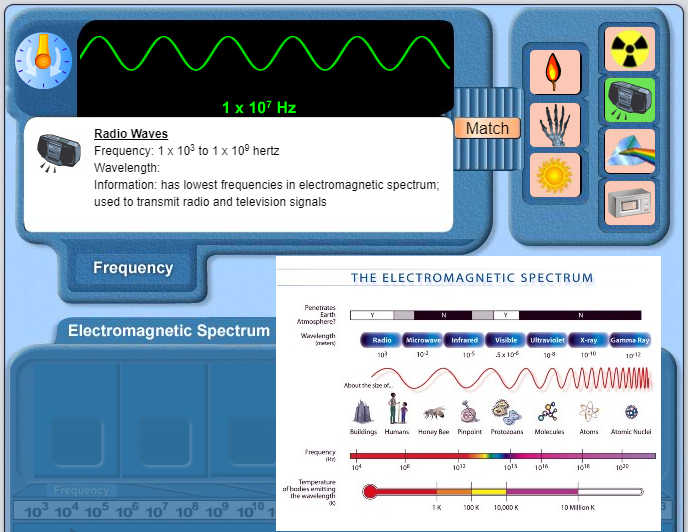 1 x 10⁷ Hz
Match
Radio Waves
Frequency: 1 x 10³ to 1 x 10⁹ hertz
Wavelength:
Information: has lowest frequencies in electromagnetic spectrum;
used to transmit radio and television signals
Frequency
Electromagnetic Spectrum
THE ELECTROMAGNETIC SPECTRUM
Penetrates
Earth
Atmosphere?
Y N Y N
Wavelength
(meters)
Radio Microwave Infrared Visible Ultraviolet X-ray Gamma Ray
10³ 10⁻² 10⁻⁵ .5 x 10⁻⁶ 10⁻⁸ 10⁻¹⁰ 10⁻¹²
About the size of...
Buildings Humans Honey Bee Pinpoint Protozoans Molecules Atoms Atomic Nuclei
Frequency
(Hz)
10⁴ 10⁸ 10¹² 10¹⁵ 10¹⁶ 10¹⁸ 10²⁰
Temperature
of bodies emitting
the wavelength
(K)
1 K 100 K 10,000 K 10 Million K
Frequency
10³ 10⁴ 10⁵ 10⁶ 10⁷ 10⁸ 10⁹ 10¹⁰